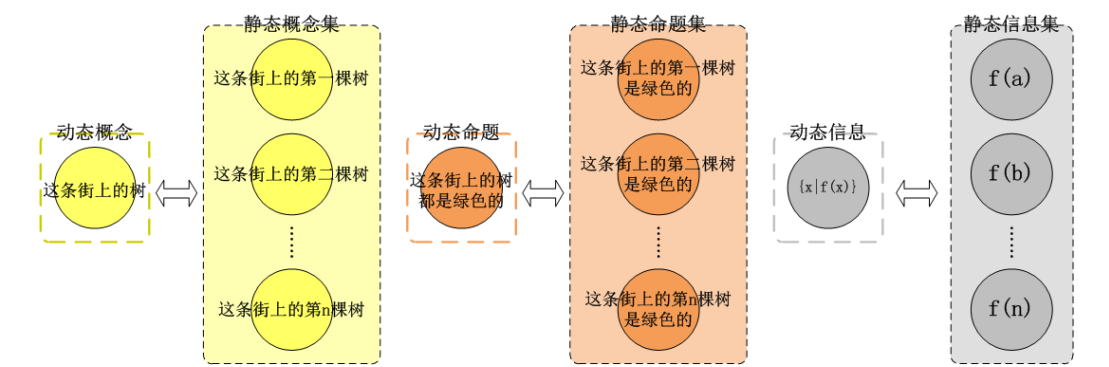 动态概念
这条街上的树
静态概念集
这条街上的第一棵树
这条街上的第二棵树
……
这条街上的第n棵树
动态命题
这条街上的树
都是绿色的
静态命题集
这条街上的第一棵树
是绿色的
这条街上的第二棵树
是绿色的
……
这条街上的第n棵树
是绿色的
动态信息
{x|f(x)}
静态信息集
f(a)
f(b)
……
f(n)